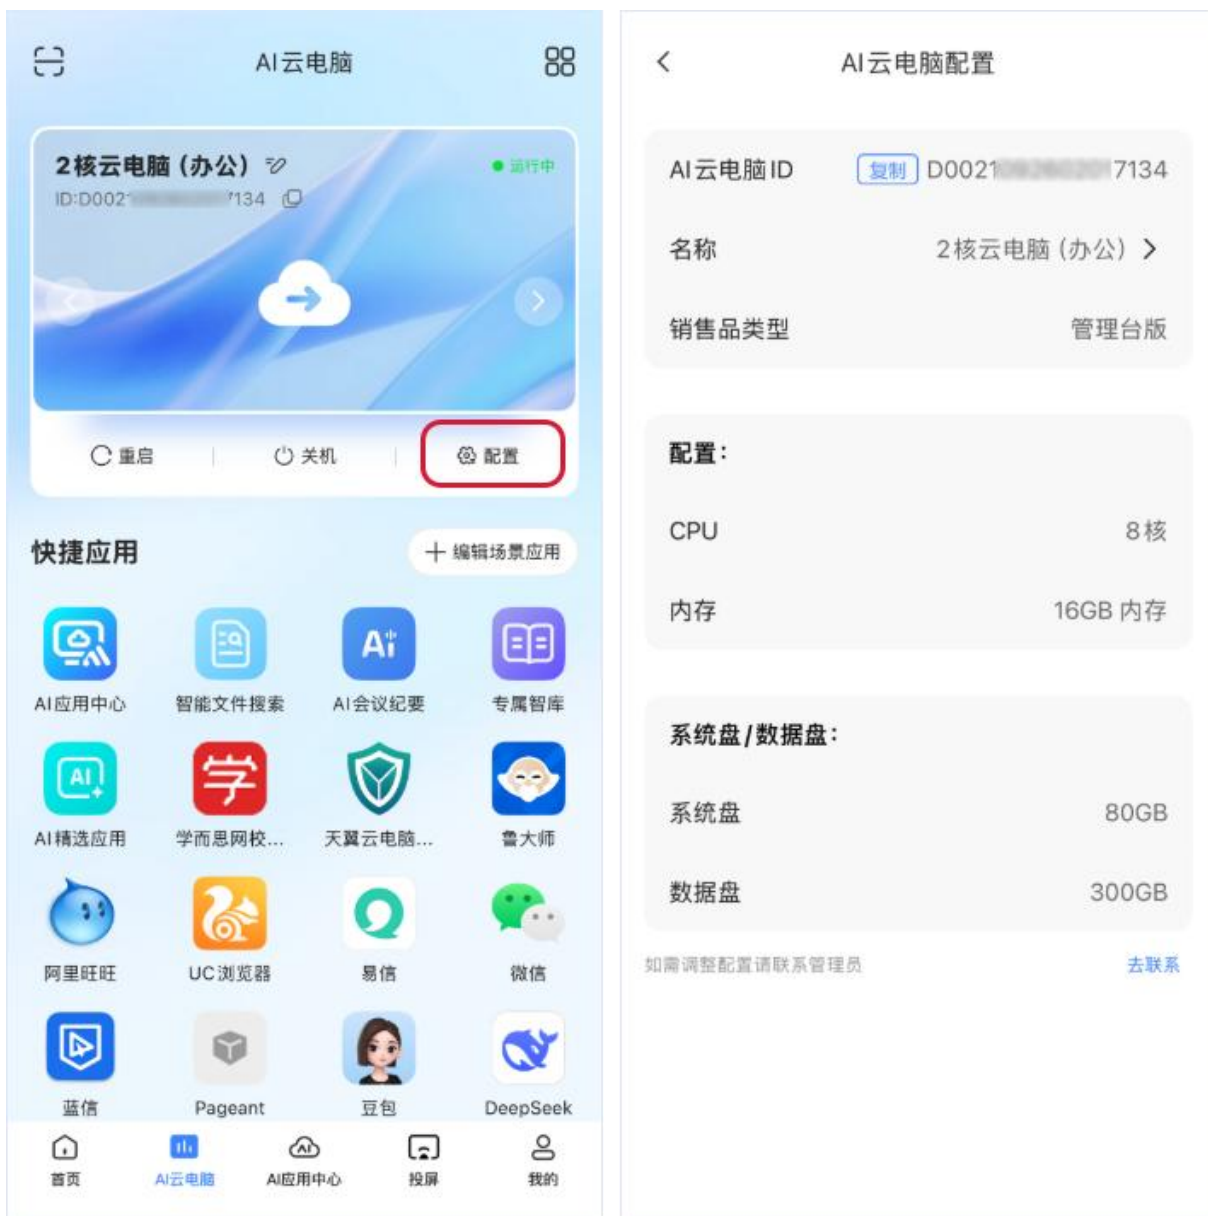 AI云电脑
2核云电脑（办公）
运行中
ID:D002 7134
重启
关机
配置
快捷应用
编辑场景应用
AI应用中心
智能文件搜索
AI会议纪要
专属智库
AI精选应用
学而思网校...
天翼云电脑...
鲁大师
阿里旺旺
UC浏览器
易信
微信
蓝信
Pageant
豆包
DeepSeek
首页
AI云电脑
AI应用中心
投屏
我的
AI云电脑配置
AI云电脑ID 复制 D0021 7134
名称 2核云电脑（办公）
销售品类型 管理台版
配置：
CPU 8核
内存 16GB 内存
系统盘/数据盘：
系统盘 80GB
数据盘 300GB
如需调整配置请联系管理员 去联系